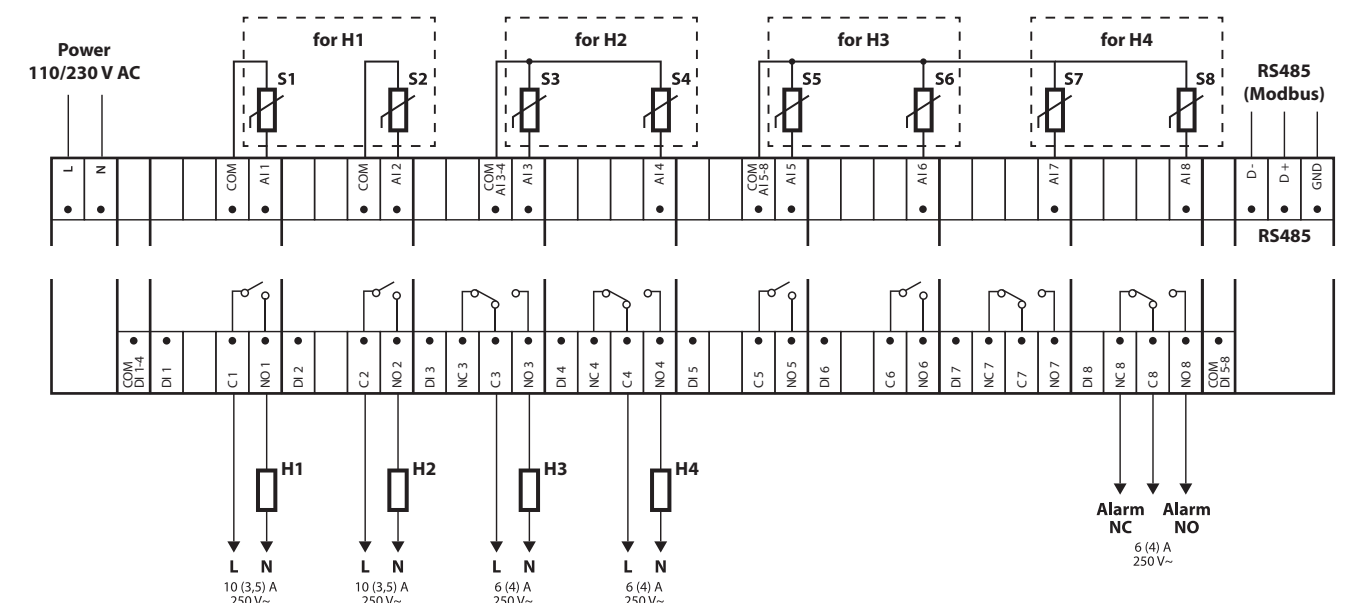 Power
110/230 V AC
for H1
for H2
for H3
for H4
S1
S2
S3
S4
S5
S6
S7
S8
RS485
(Modbus)
L
N
COM
AI 1
COM
AI 2
COM
AI 3-4
AI 3
AI 4
COM
AI 5-8
AI 5
AI 6
AI 7
AI 8
D -
D +
GND
RS485
COM
DI 1-4
DI 1
C 1
NO 1
DI 2
C 2
NO 2
DI 3
NC 3
C 3
NO 3
DI 4
NC 4
C 4
NO 4
DI 5
C 5
NO 5
DI 6
C 6
NO 6
DI 7
NC 7
C 7
NO 7
DI 8
NC 8
C 8
NO 8
COM
DI 5-8
H1
H2
H3
H4
L N
10 (3,5) A
250 V~
L N
10 (3,5) A
250 V~
L N
6 (4) A
250 V~
L N
6 (4) A
250 V~
Alarm
NC
Alarm
NO
6 (4) A
250 V~